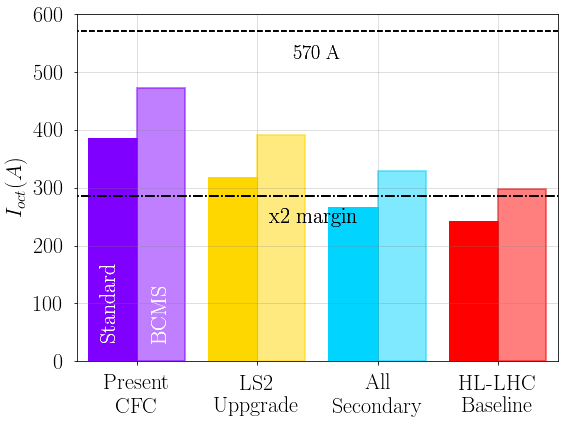 600
570 A
500
400
300
x2 margin
200
100
0
I_{oct}(A)
Standard
BCMS
Present
CFC
LS2
Uppgrade
All
Secondary
HL-LHC
Baseline